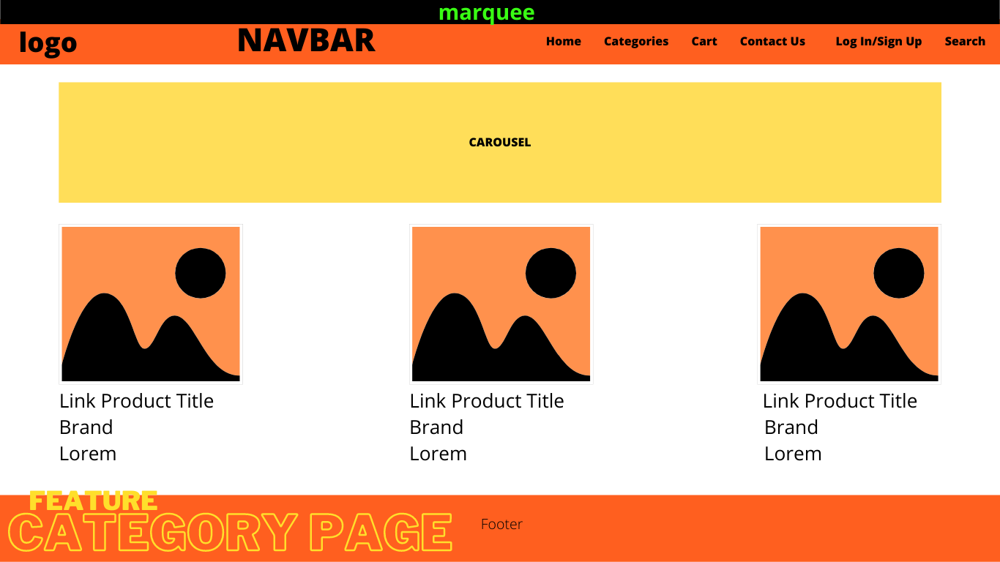 marquee
logo
NAVBAR
Home Categories Cart Contact Us Log In/Sign Up Search
CAROUSEL
Link Product Title
Brand
Lorem
Link Product Title
Brand
Lorem
Link Product Title
Brand
Lorem
FEATURE
CATEGORY PAGE
Footer